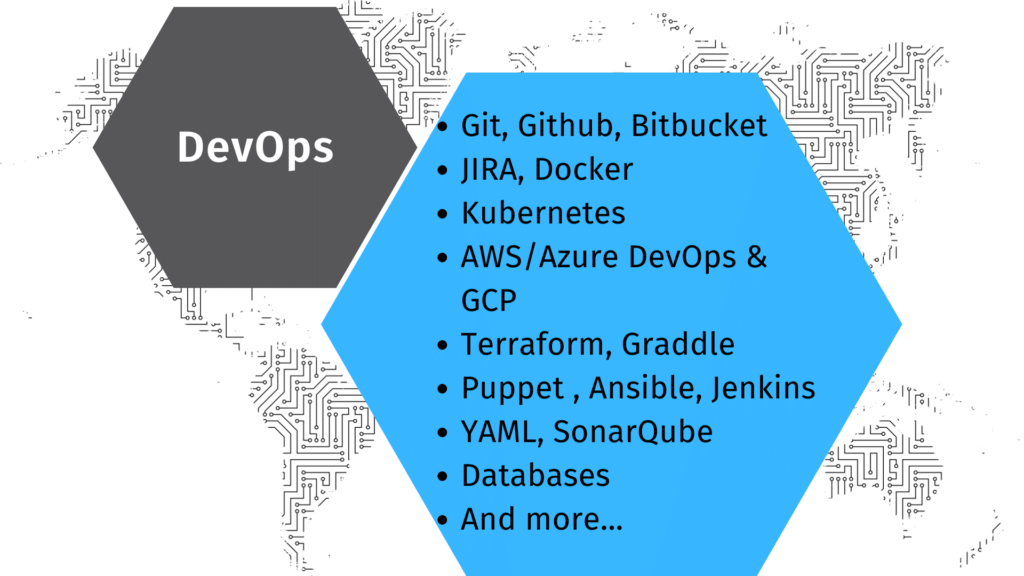 DevOps
• Git, Github, Bitbucket
• JIRA, Docker
• Kubernetes
• AWS/Azure DevOps &
GCP
• Terraform, Graddle
• Puppet , Ansible, Jenkins
• YAML, SonarQube
• Databases
• And more...